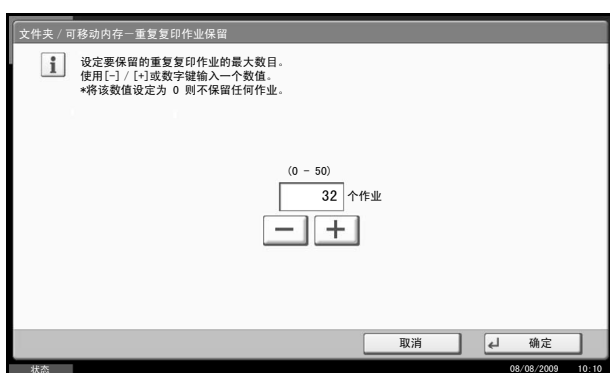 文件夹 / 可移动内存－重复复印作业保留
i
设定要保留的重复复印作业的最大数目。
使用[-] / [+]或数字键输入一个数值。
*将该数值设定为 0 则不保留任何作业。
(0 - 50)
32 个作业
取消
确定
状态
08/08/2009 10:10